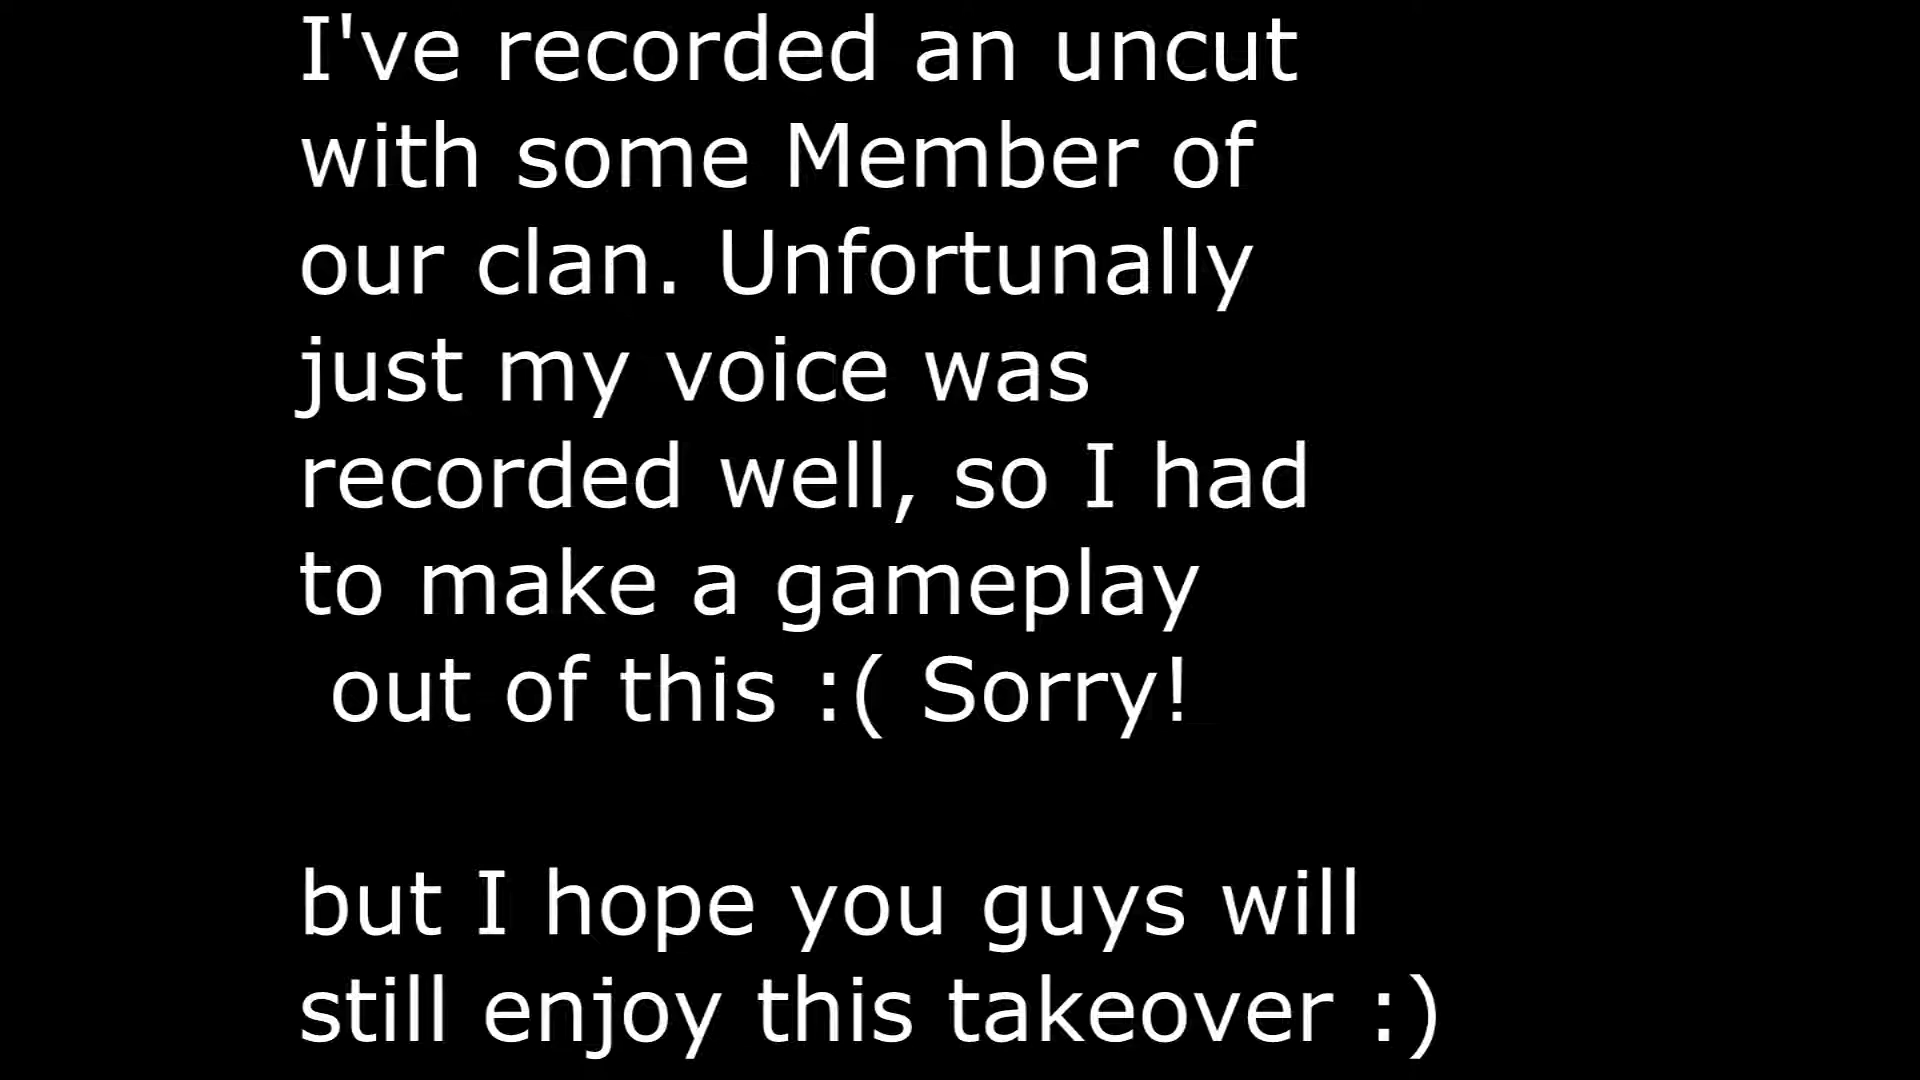 I've recorded an uncut
with some Member of
our clan. Unfortunally
just my voice was
recorded well, so I had
to make a gameplay
out of this :( Sorry!
but I hope you guys will
still enjoy this takeover :)